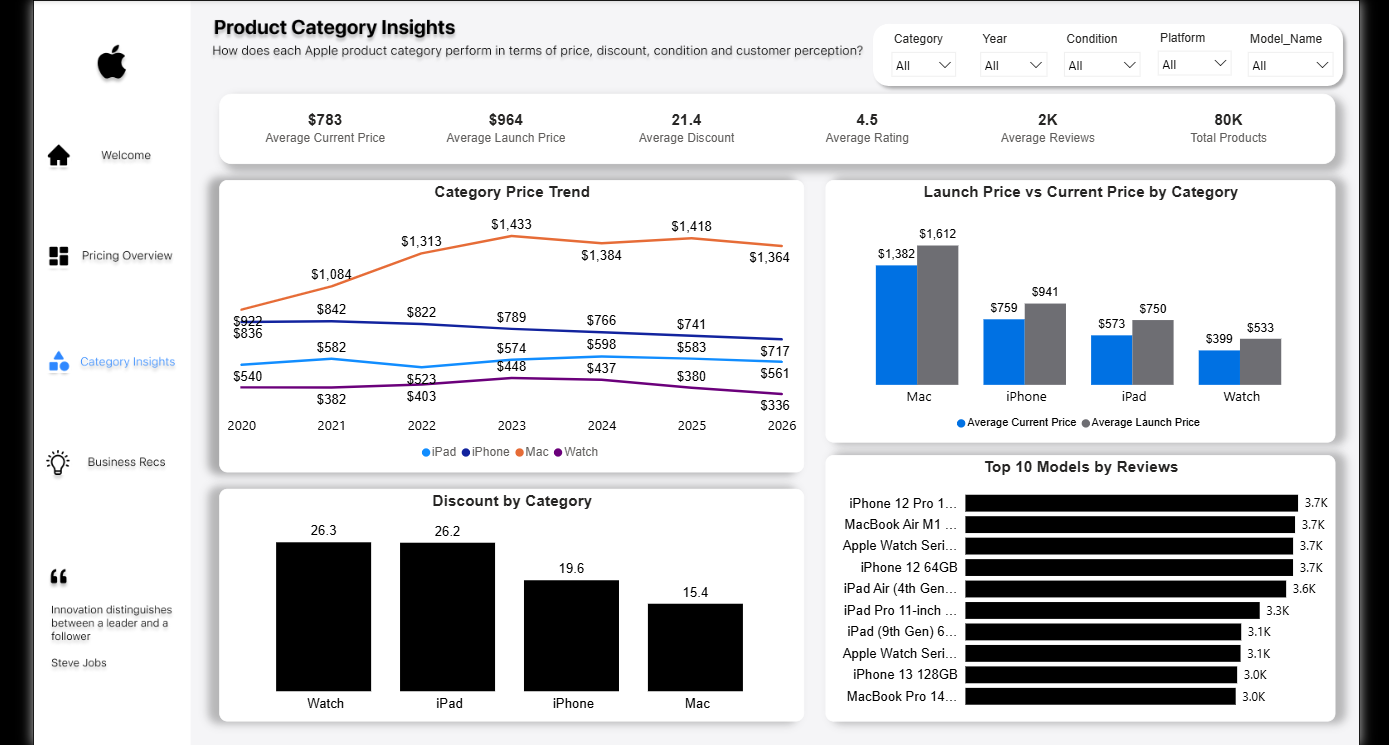 Product Category Insights
How does each Apple product category perform in terms of price, discount, condition and customer perception?
Category
All
Year
All
Condition
All
Platform
All
Model_Name
All
Welcome
Pricing Overview
Category Insights
Business Recs
“
Innovation distinguishes
between a leader and a
follower
Steve Jobs
$783
Average Current Price
$964
Average Launch Price
21.4
Average Discount
4.5
Average Rating
2K
Average Reviews
80K
Total Products
Category Price Trend
$922 $1,084 $1,313 $1,433 $1,384 $1,418 $1,364
$836 $842 $822 $789 $766 $741 $717
$540 $582 $523 $574 $598 $583 $561
$382 $403 $448 $437 $380 $336
2020 2021 2022 2023 2024 2025 2026
iPad iPhone Mac Watch
Launch Price vs Current Price by Category
$1,382 $1,612
$759 $941
$573 $750
$399 $533
Mac iPhone iPad Watch
Average Current Price Average Launch Price
Discount by Category
26.3 26.2 19.6 15.4
Watch iPad iPhone Mac
Top 10 Models by Reviews
iPhone 12 Pro 1... 3.7K
MacBook Air M1 ... 3.7K
Apple Watch Seri... 3.7K
iPhone 12 64GB 3.7K
iPad Air (4th Gen... 3.6K
iPad Pro 11-inch ... 3.3K
iPad (9th Gen) 6... 3.1K
Apple Watch Seri... 3.1K
iPhone 13 128GB 3.0K
MacBook Pro 14... 3.0K